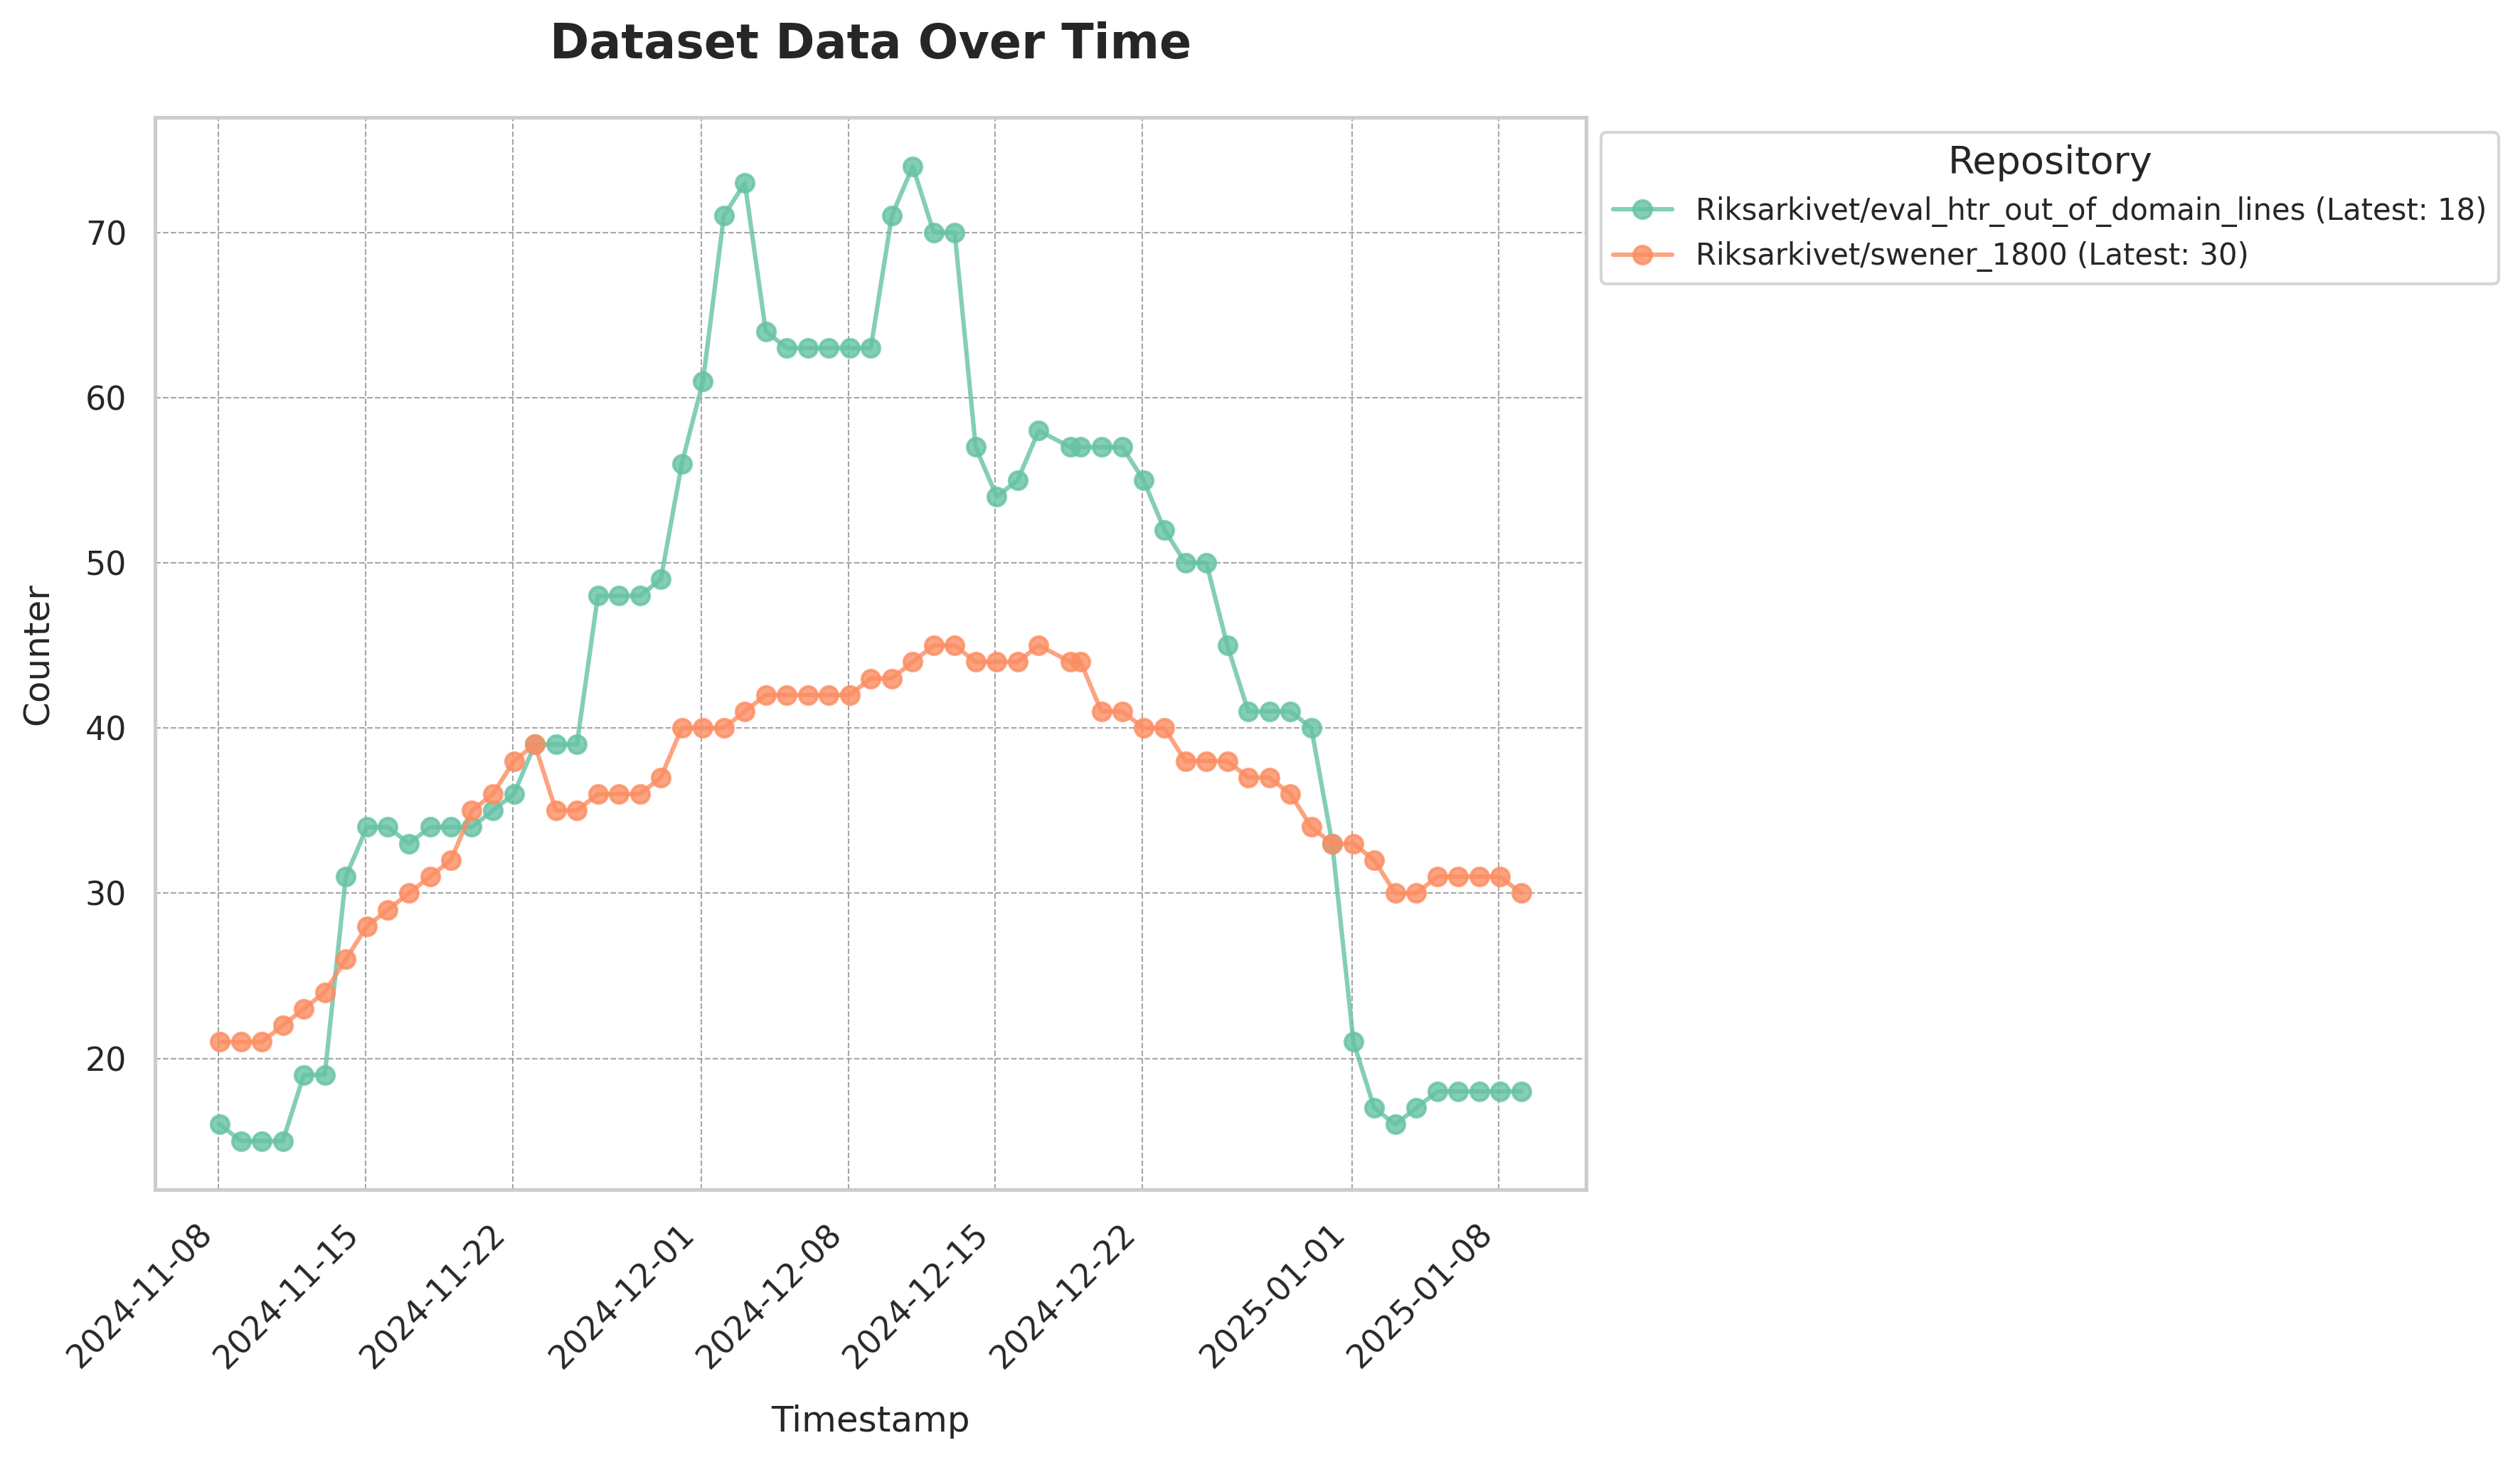 Dataset Data Over Time
Repository
Riksarkivet/eval_htr_out_of_domain_lines (Latest: 18)
Riksarkivet/swener_1800 (Latest: 30)
Counter
70
60
50
40
30
20
2024-11-08
2024-11-15
2024-11-22
2024-12-01
2024-12-08
2024-12-15
2024-12-22
2025-01-01
2025-01-08
Timestamp